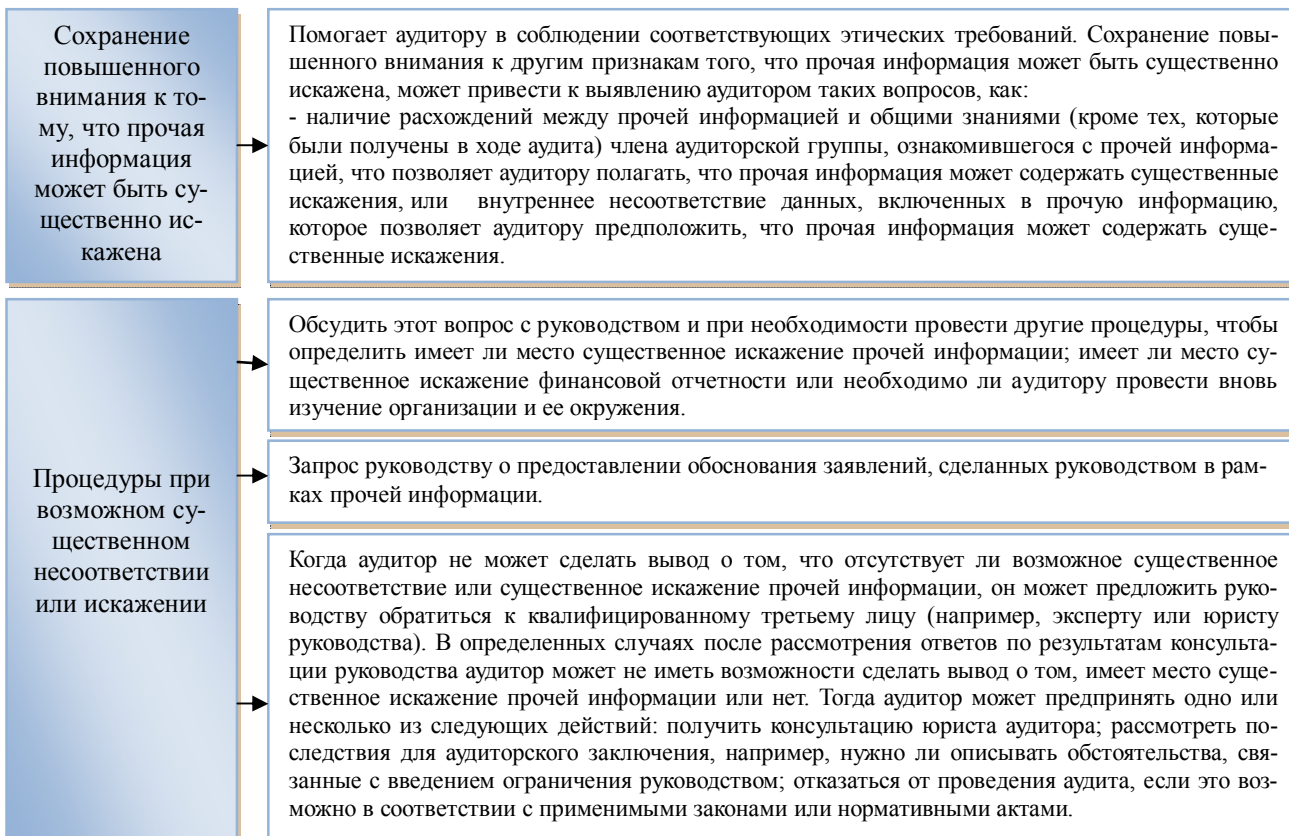 Сохранение
повышенного
внимания к то-
му, что прочая
информация
может быть су-
щественно ис-
кажена
Помогает аудитору в соблюдении соответствующих этических требований. Сохранение повы-
шенного внимания к другим признакам того, что прочая информация может быть существенно
искажена, может привести к выявлению аудитором таких вопросов, как:
- наличие расхождений между прочей информацией и общими знаниями (кроме тех, которые
были получены в ходе аудита) члена аудиторской группы, ознакомившегося с прочей информа-
цией, что позволяет аудитору полагать, что прочая информация может содержать существенные
искажения, или внутреннее несоответствие данных, включенных в прочую информацию,
которое позволяет аудитору предположить, что прочая информация может содержать суще-
ственные искажения.
Процедуры при
возможном су-
щественном
несоответствии
или искажении
Обсудить этот вопрос с руководством и при необходимости провести другие процедуры, чтобы
определить имеет ли место существенное искажение прочей информации; имеет ли место су-
щественное искажение финансовой отчетности или необходимо ли аудитору провести вновь
изучение организации и ее окружения.
Запрос руководству о предоставлении обоснования заявлений, сделанных руководством в рам-
ках прочей информации.
Когда аудитор не может сделать вывод о том, что отсутствует ли возможное существенное
несоответствие или существенное искажение прочей информации, он может предложить руко-
водству обратиться к квалифицированному третьему лицу (например, эксперту или юристу
руководства). В определенных случаях после рассмотрения ответов по результатам консульта-
ции руководства аудитор может не иметь возможности сделать вывод о том, имеет место суще-
ственное искажение прочей информации или нет. Тогда аудитор может предпринять одно или
несколько из следующих действий: получить консультацию юриста аудитора; рассмотреть по-
следствия для аудиторского заключения, например, нужно ли описывать обстоятельства, свя-
занные с введением ограничения руководством; отказаться от проведения аудита, если это воз-
можно в соответствии с применимыми законами или нормативными актами.